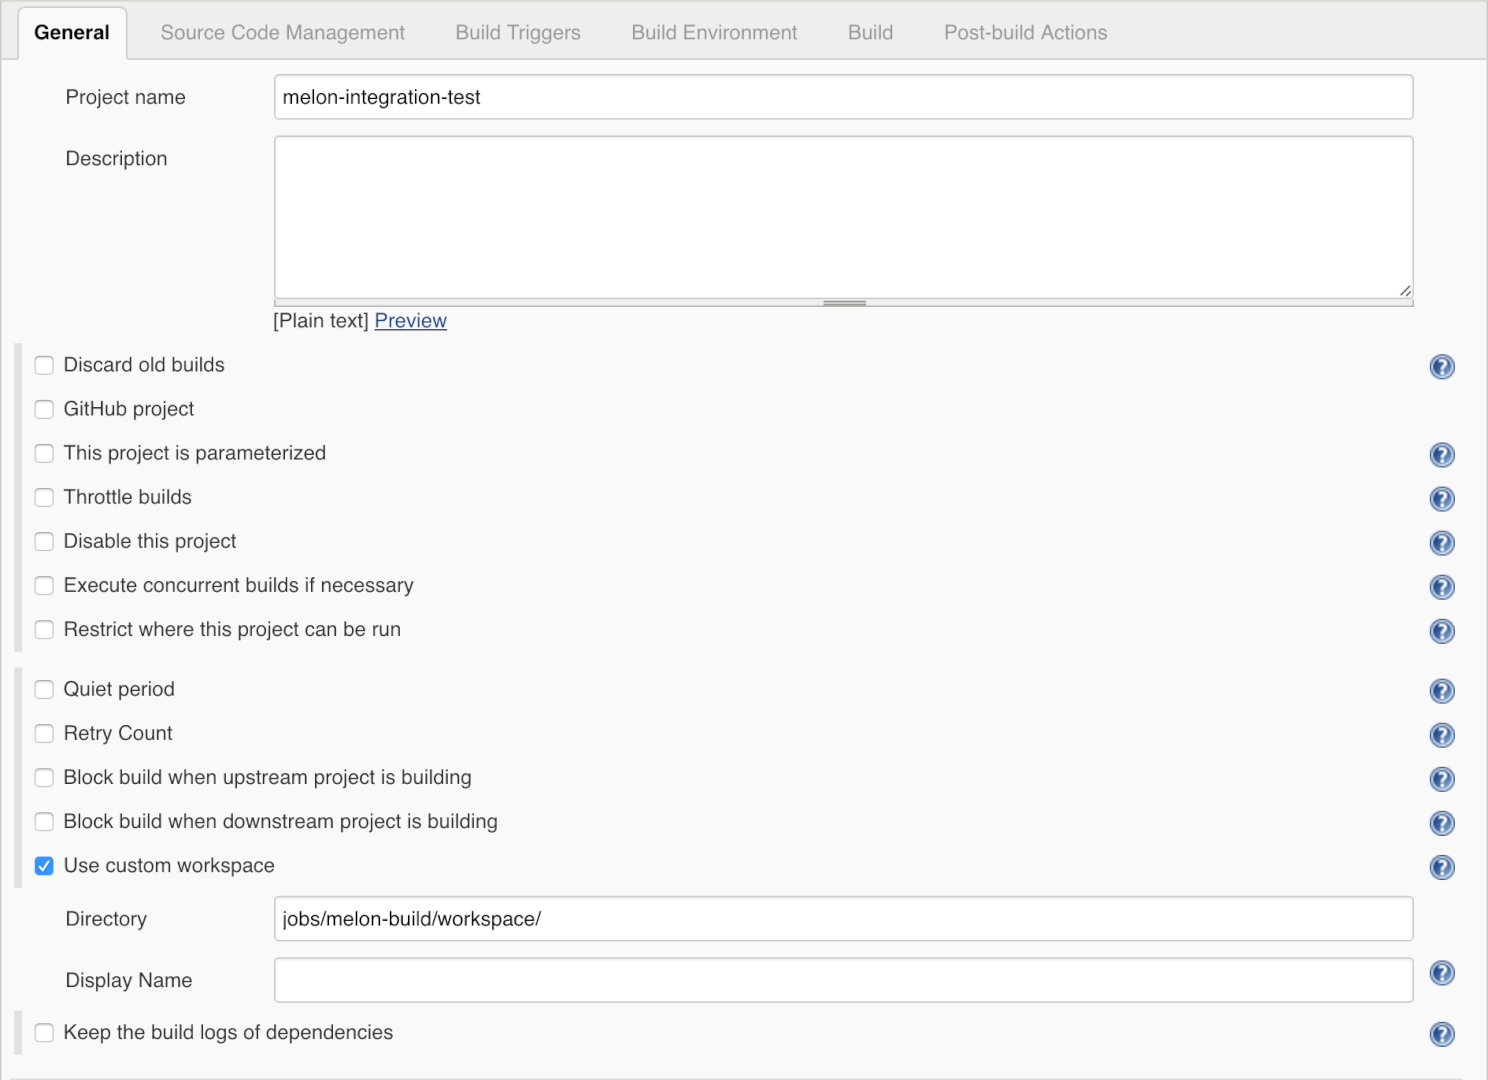 General Source Code Management Build Triggers Build Environment Build Post-build Actions
Project name melon-integration-test
Description
[Plain text] Preview
Discard old builds ?
GitHub project
This project is parameterized ?
Throttle builds ?
Disable this project ?
Execute concurrent builds if necessary ?
Restrict where this project can be run ?
Quiet period ?
Retry Count ?
Block build when upstream project is building ?
Block build when downstream project is building ?
Use custom workspace ?
Directory jobs/melon-build/workspace/
Display Name ?
Keep the build logs of dependencies ?